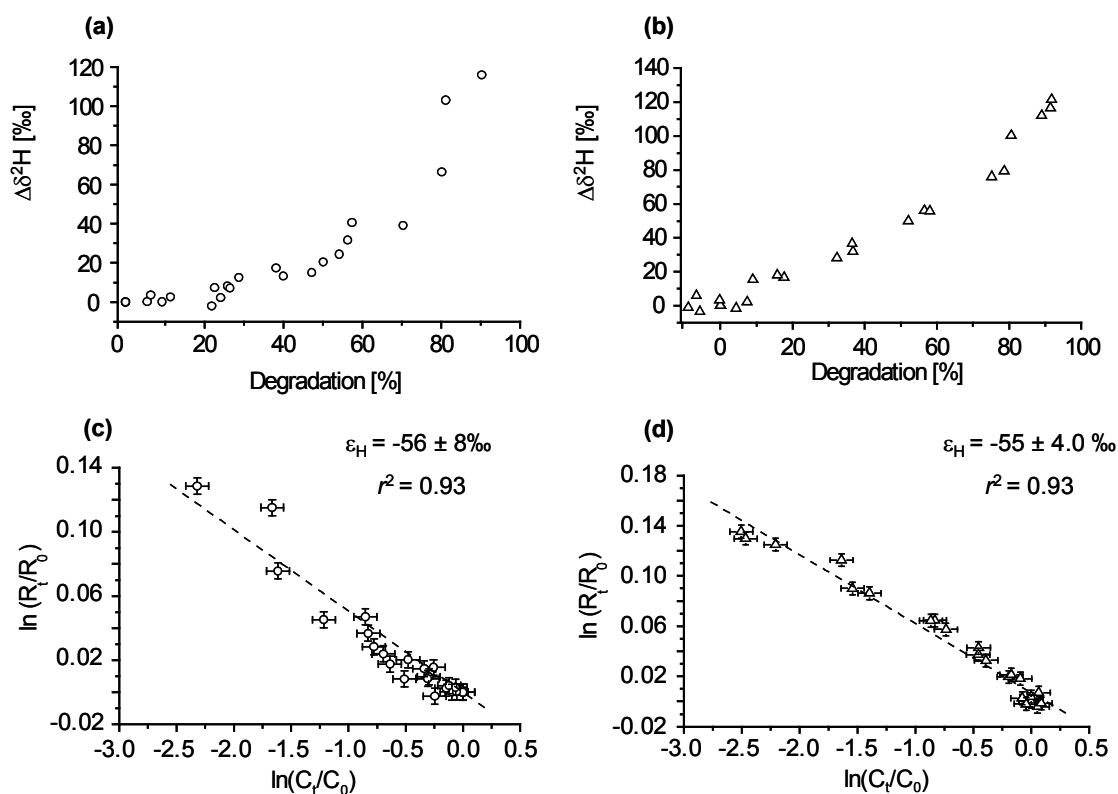 (a)
120
100
80
60
40
20
0
Δδ²H [‰]
0 20 40 60 80 100
Degradation [%]
(b)
140
120
100
80
60
40
20
0
Δδ²H [‰]
0 20 40 60 80 100
Degradation [%]
(c)
εH = -56 ± 8‰
r² = 0.93
0.14
0.10
0.06
0.02
-0.02
ln (Rt/R0)
-3.0 -2.5 -2.0 -1.5 -1.0 -0.5 0.0 0.5
ln(Ct/C0)
(d)
εH = -55 ± 4.0 ‰
r² = 0.93
0.18
0.14
0.10
0.06
0.02
-0.02
ln (Rt/R0)
-3.0 -2.5 -2.0 -1.5 -1.0 -0.5 0.0 0.5
ln(Ct/C0)